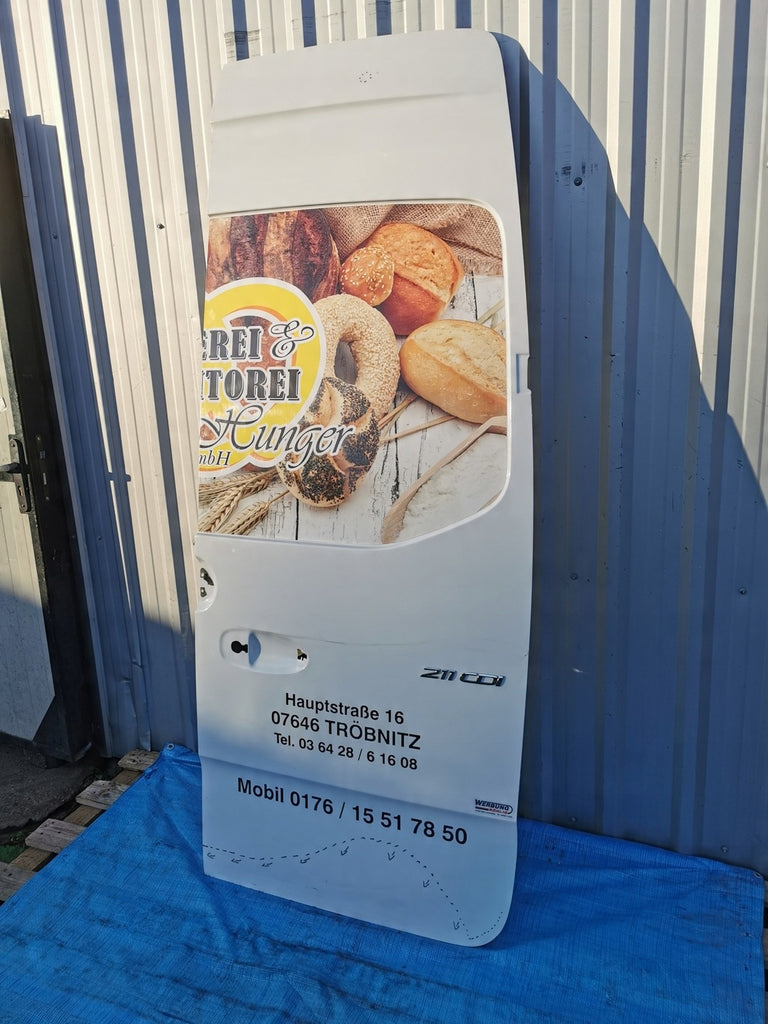 EREI &
TOREI
Hunger
mbH
211 CDI
Hauptstraße 16
07646 TRÖBNITZ
Tel. 03 64 28 / 6 16 08
Mobil 0176 / 15 51 78 50
WERBUNG